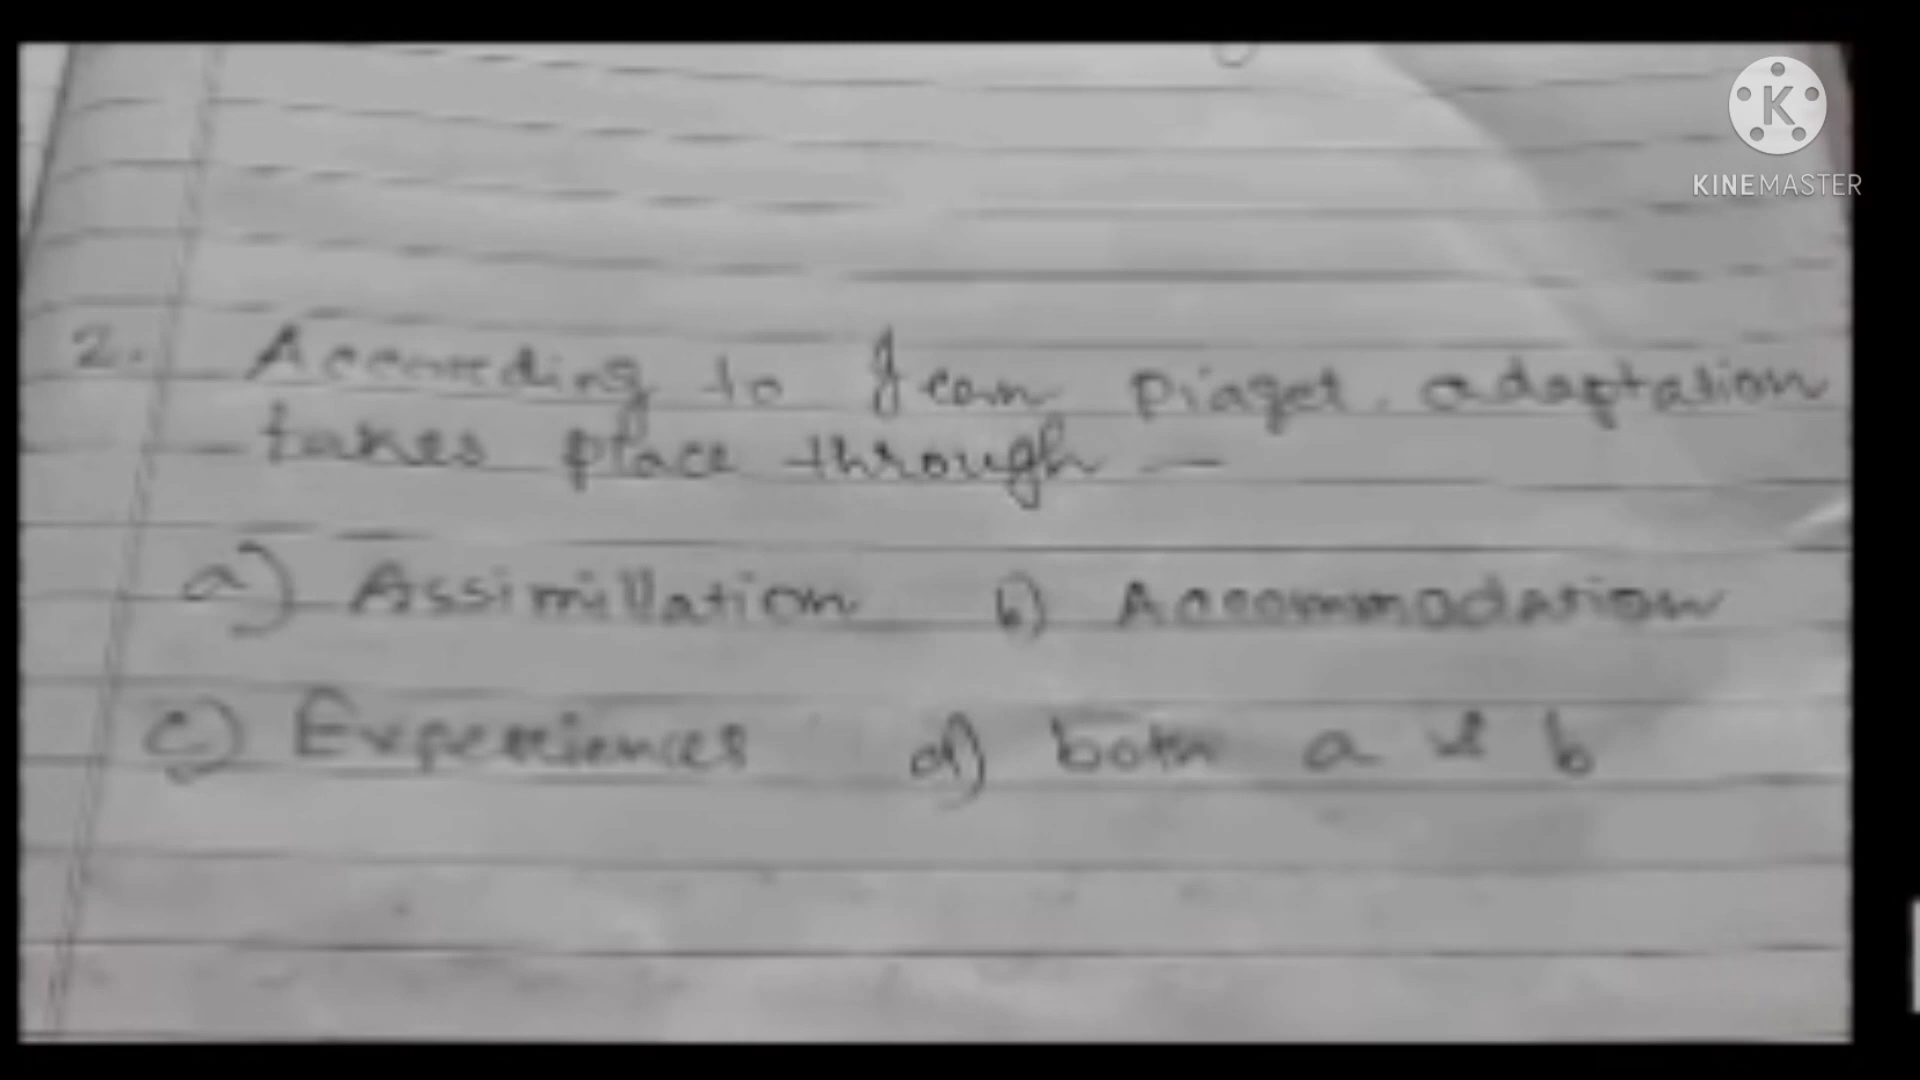 KINEMASTER
2. According to Jean piaget. adaptation
takes place through —
a) Assimillation b) Accommodation
c) Experiences d) both a & b